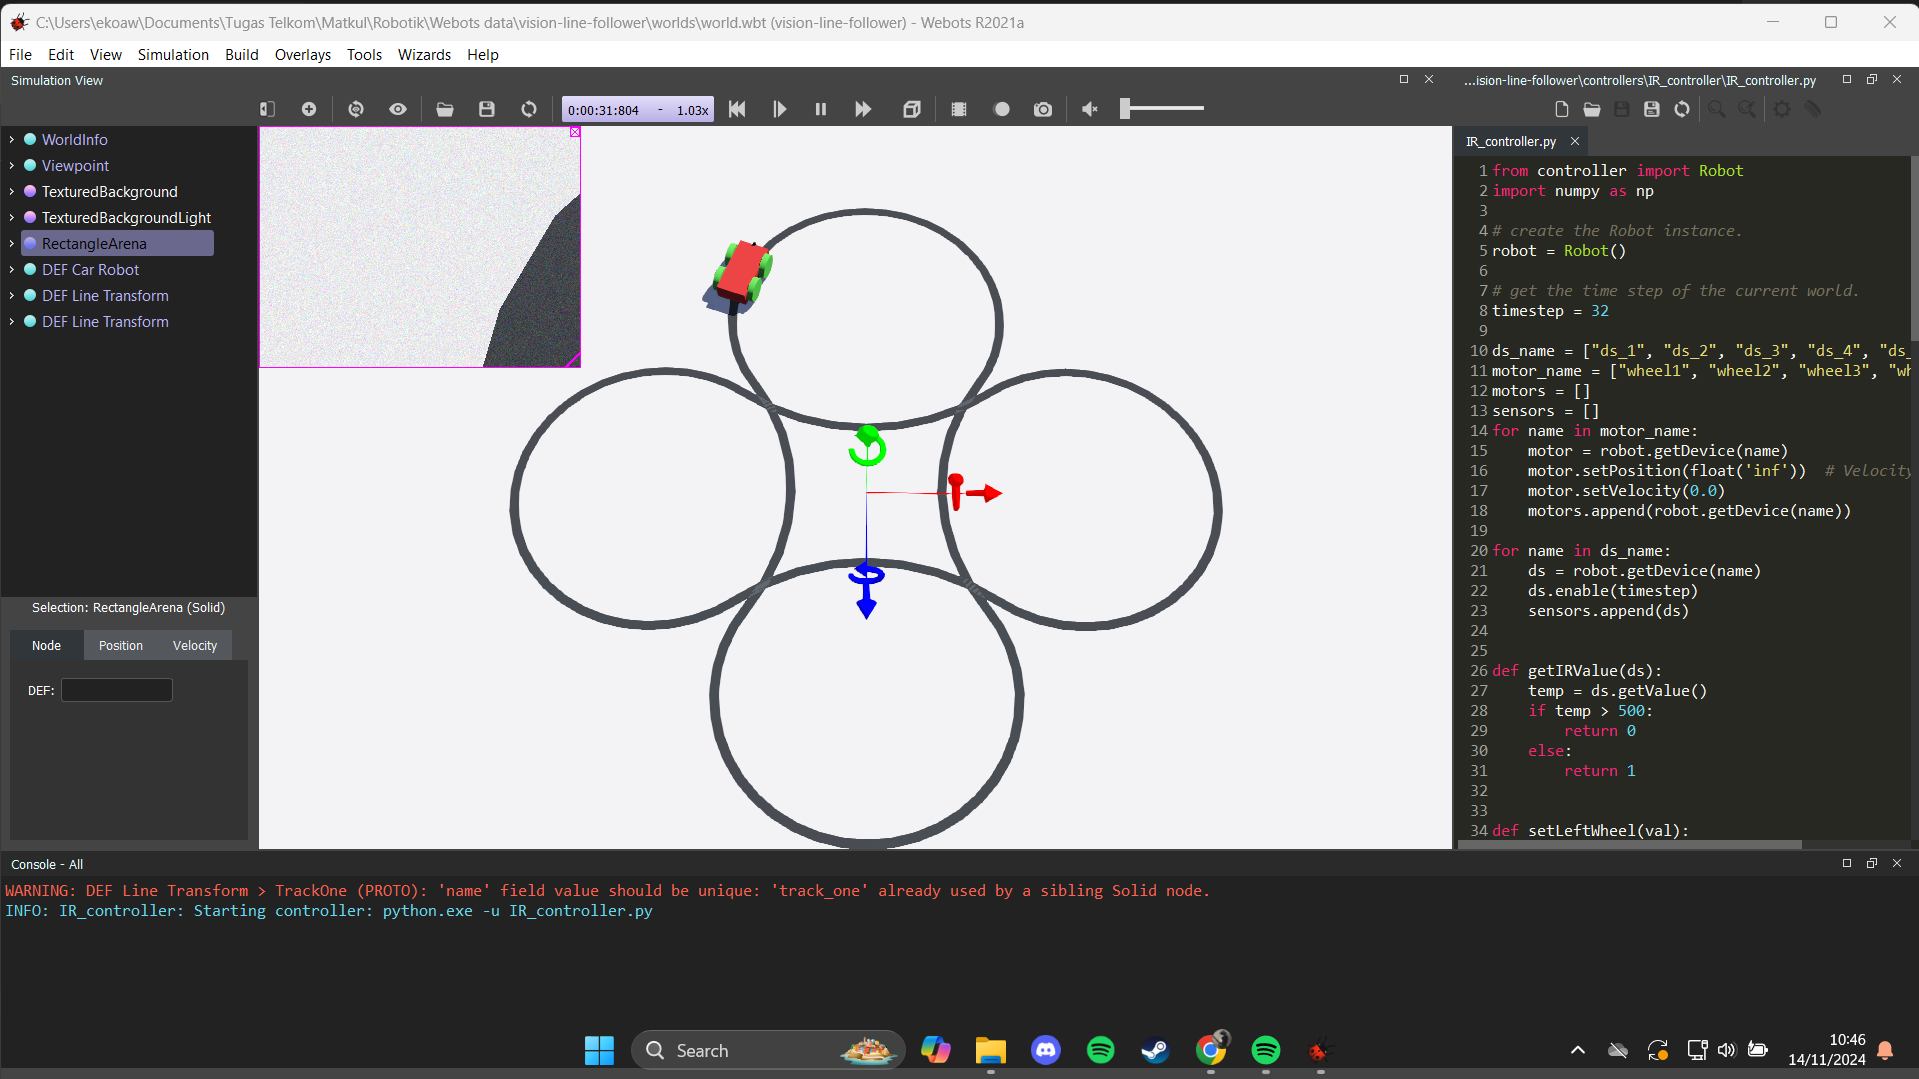 C:\Users\ekoaw\Documents\Tugas Telkom\Matkul\Robotik\Webots data\vision-line-follower\worlds\world.wbt (vision-line-follower) - Webots R2021a
File Edit View Simulation Build Overlays Tools Wizards Help
Simulation View
0:00:31:804 - 1.03x
WorldInfo
Viewpoint
TexturedBackground
TexturedBackgroundLight
RectangleArena
DEF Car Robot
DEF Line Transform
DEF Line Transform
Selection: RectangleArena (Solid)
Node Position Velocity
DEF:
...ision-line-follower\controllers\IR_controller\IR_controller.py
IR_controller.py
1 from controller import Robot
2 import numpy as np
3
4 # create the Robot instance.
5 robot = Robot()
6
7 # get the time step of the current world.
8 timestep = 32
9
10 ds_name = ["ds_1", "ds_2", "ds_3", "ds_4", "ds_
11 motor_name = ["wheel1", "wheel2", "wheel3", "wh
12 motors = []
13 sensors = []
14 for name in motor_name:
15 motor = robot.getDevice(name)
16 motor.setPosition(float('inf')) # Velocity
17 motor.setVelocity(0.0)
18 motors.append(robot.getDevice(name))
19
20 for name in ds_name:
21 ds = robot.getDevice(name)
22 ds.enable(timestep)
23 sensors.append(ds)
24
25
26 def getIRValue(ds):
27 temp = ds.getValue()
28 if temp > 500:
29 return 0
30 else:
31 return 1
32
33
34 def setLeftWheel(val):
Console - All
WARNING: DEF Line Transform > TrackOne (PROTO): 'name' field value should be unique: 'track_one' already used by a sibling Solid node.
INFO: IR_controller: Starting controller: python.exe -u IR_controller.py
Search
10:46
14/11/2024